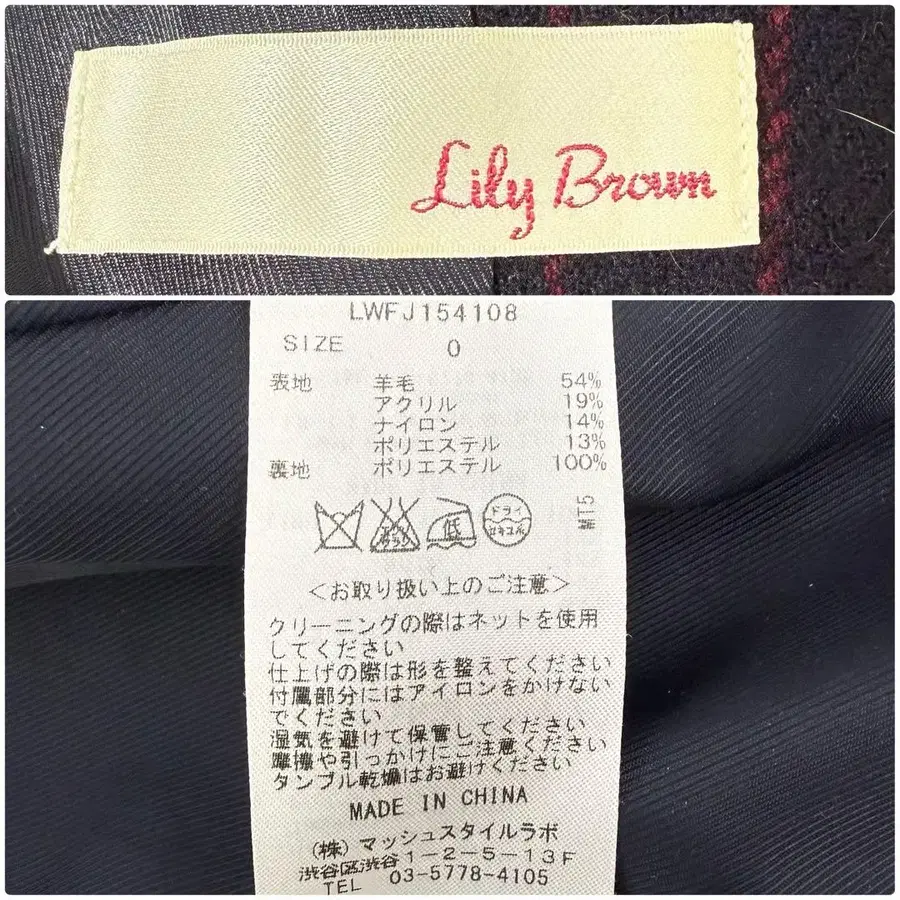 Lily Brown
LWFJ154108
SIZE 0
表地 羊毛 54%
アクリル 19%
ナイロン 14%
ポリエステル 13%
裏地 ポリエステル 100%
低
ドライ
セキユ系
MT5
<お取り扱い上のご注意>
クリーニングの際はネットを使用
してください
仕上げの際は形を整えてください
付属部分にはアイロンをかけない
でください
湿気を避けて保管してください
摩擦や引っかけにご注意ください
タンブル乾燥はお避けください
MADE IN CHINA
(株)マッシュスタイルラボ
渋谷区渋谷1-2-5-13F
TEL 03-5778-4105